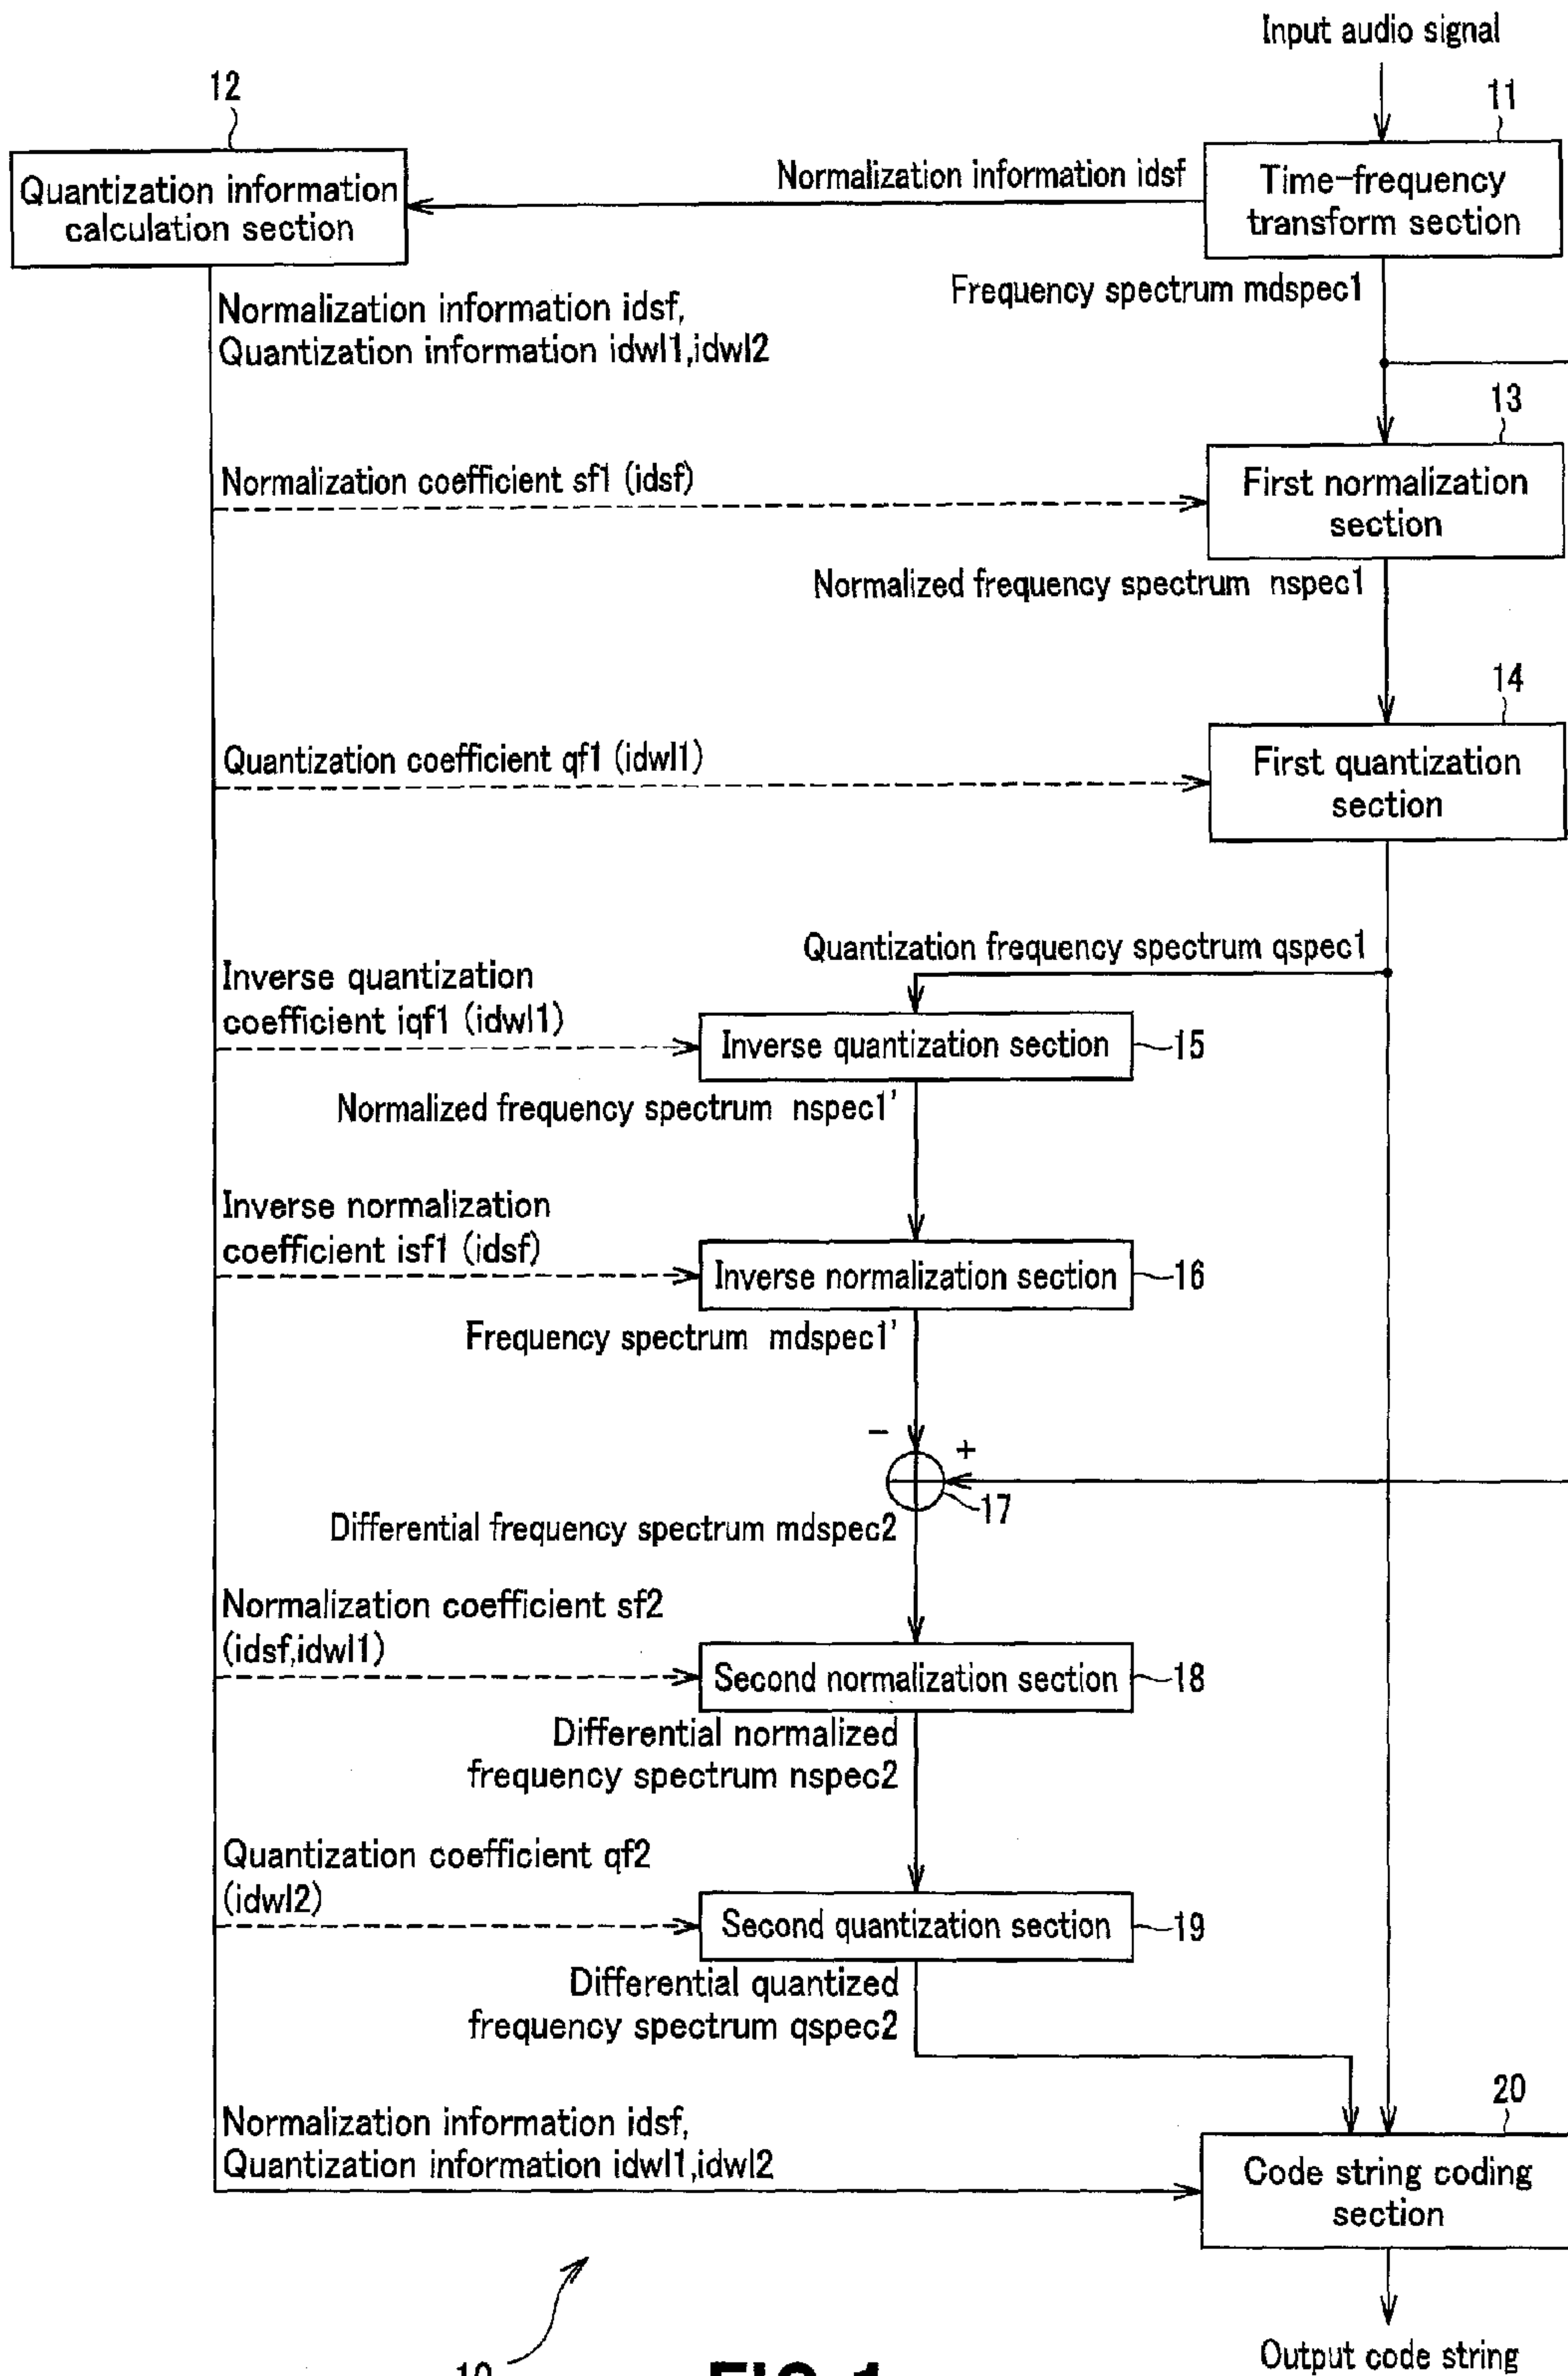 Input audio signal
12
11
Quantization information
calculation section
Normalization information idsf
Time-frequency
transform section
Normalization information idsf,
Quantization information idwl1,idwl2
Frequency spectrum mdspec1
13
Normalization coefficient sf1 (idsf)
First normalization
section
Normalized frequency spectrum nspec1
14
Quantization coefficient qf1 (idwl1)
First quantization
section
Quantization frequency spectrum qspec1
Inverse quantization
coefficient iqf1 (idwl1)
Inverse quantization section
15
Normalized frequency spectrum nspec1'
Inverse normalization
coefficient isf1 (idsf)
Inverse normalization section
16
Frequency spectrum mdspec1'
− +
17
Differential frequency spectrum mdspec2
Normalization coefficient sf2
(idsf,idwl1)
Second normalization section
18
Differential normalized
frequency spectrum nspec2
Quantization coefficient qf2
(idwl2)
Second quantization section
19
Differential quantized
frequency spectrum qspec2
20
Normalization information idsf,
Quantization information idwl1,idwl2
Code string coding
section
10
FIG.1
Output code string